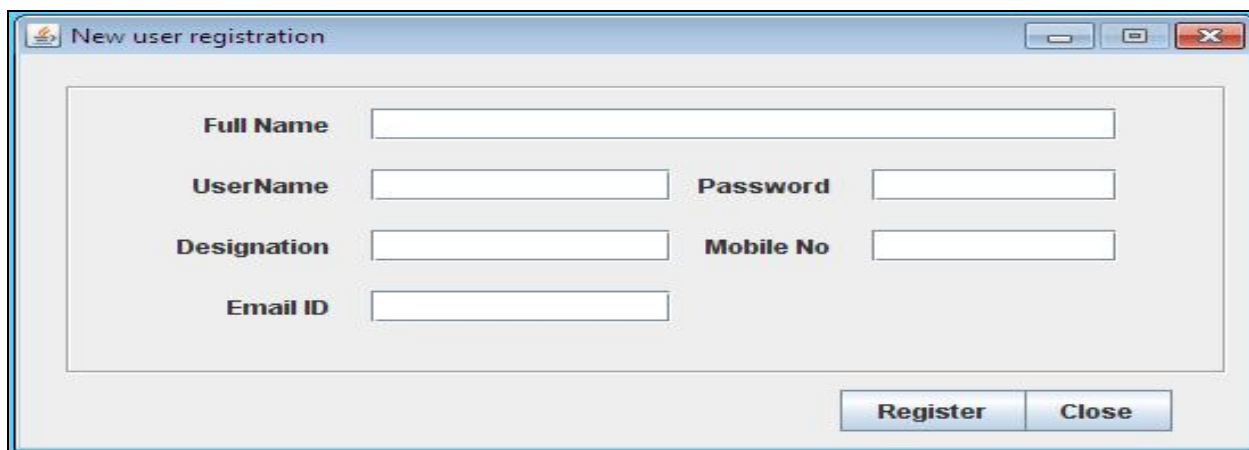 New user registration
Full Name
UserName Password
Designation Mobile No
Email ID
Register Close